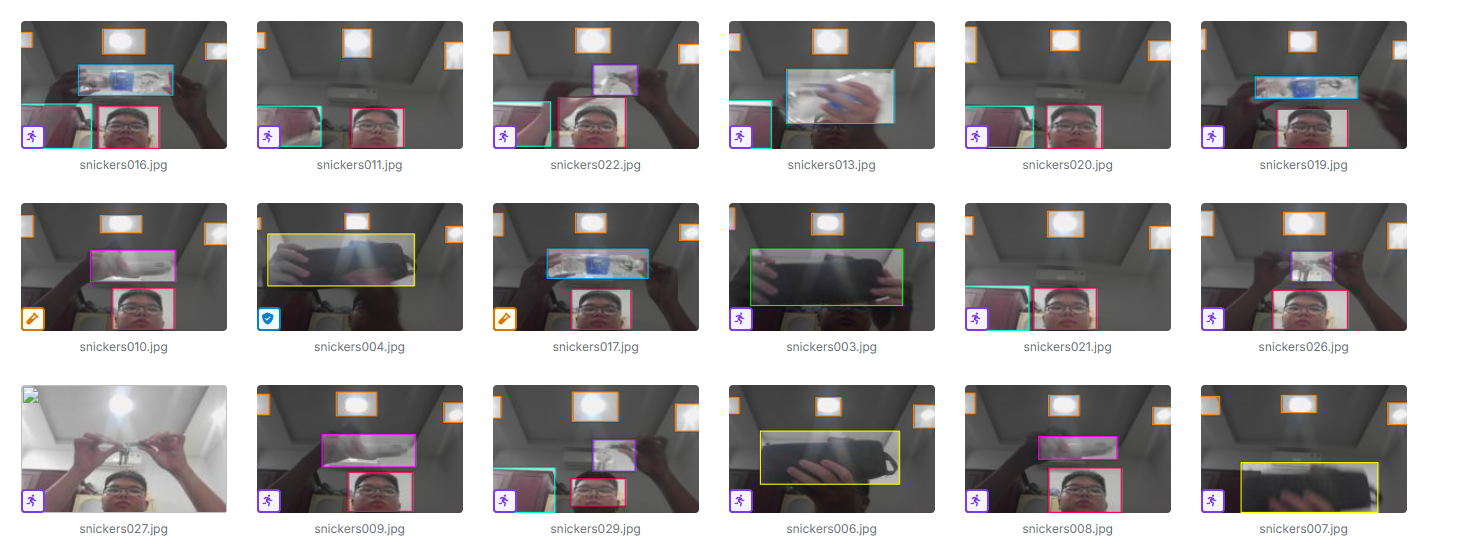 snickers016.jpg
snickers011.jpg
snickers022.jpg
snickers013.jpg
snickers020.jpg
snickers019.jpg
snickers010.jpg
snickers004.jpg
snickers017.jpg
snickers003.jpg
snickers021.jpg
snickers026.jpg
snickers027.jpg
snickers009.jpg
snickers029.jpg
snickers006.jpg
snickers008.jpg
snickers007.jpg